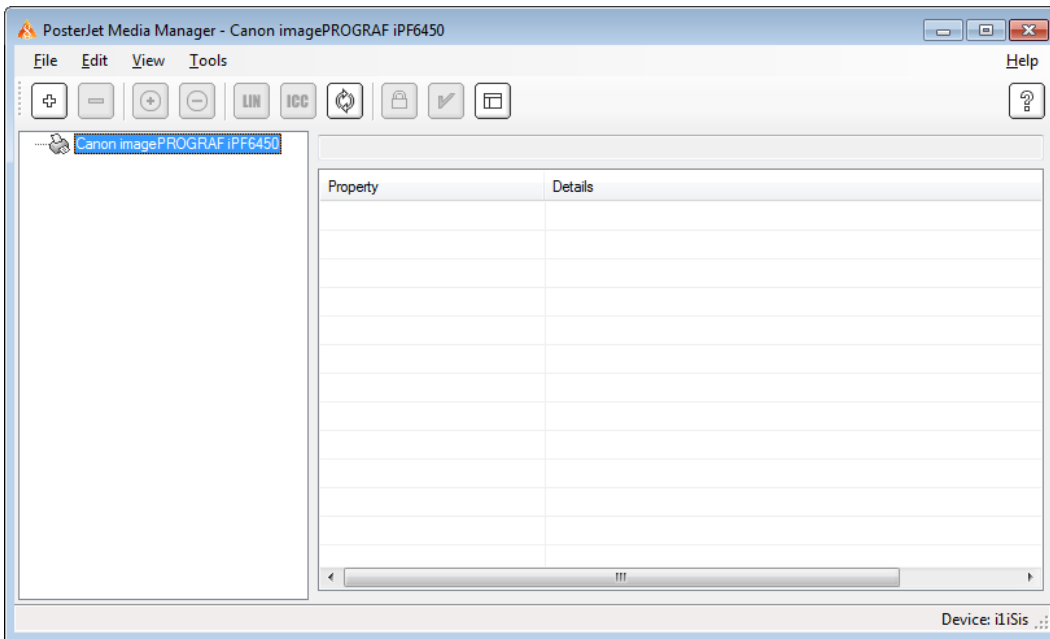 PosterJet Media Manager - Canon imagePROGRAF iPF6450
File Edit View Tools Help
LIN ICC
Canon imagePROGRAF iPF6450
Property Details
Device: i1iSis